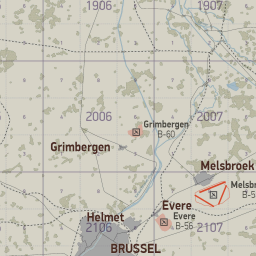 1906
1907
2006
2007
Grimbergen
B-60
Grimbergen
Melsbroek
Melsb
B-5
Evere
Helmet
Evere
B-56
2106
2107
BRUSSEL